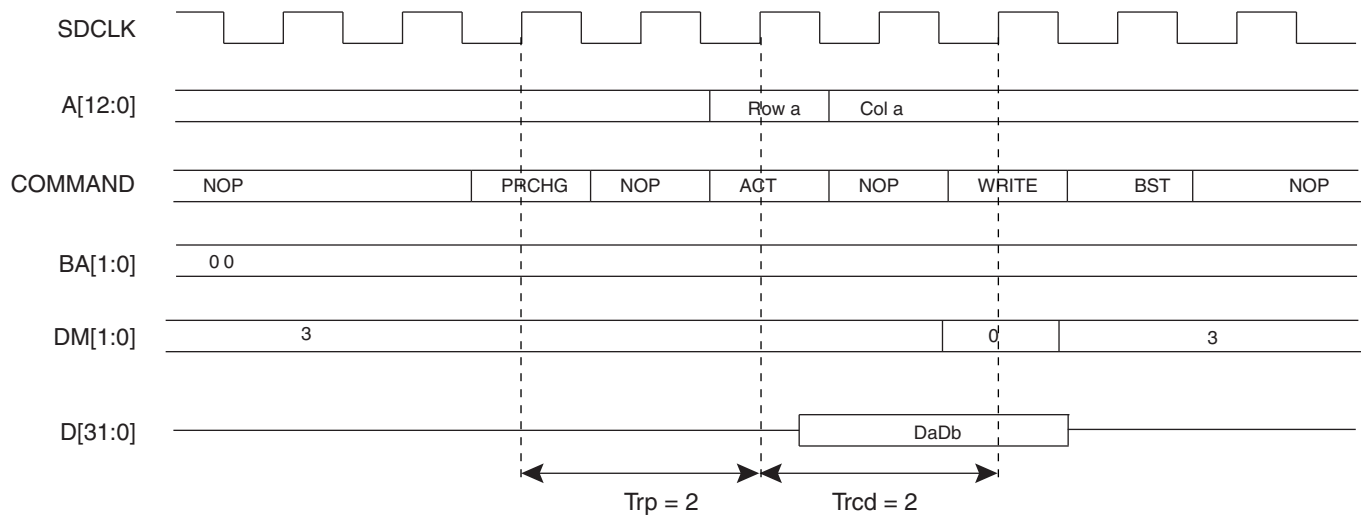 SDCLK
A[12:0] Row a Col a
COMMAND NOP PRCHG NOP ACT NOP WRITE BST NOP
BA[1:0] 0 0
DM[1:0] 3 0 3
D[31:0] DaDb
Trp = 2 Trcd = 2